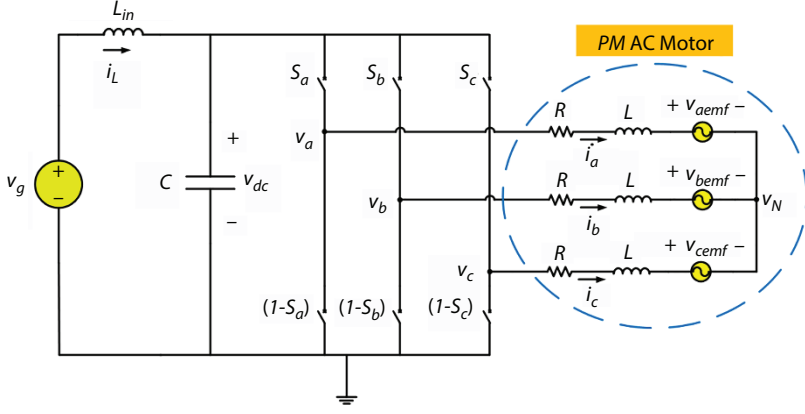 L_in
i_L
PM AC Motor
S_a
S_b
S_c
R
L
+ v_aemf −
v_a
i_a
+
−
v_g
C
+
v_dc
−
R
L
+ v_bemf −
v_b
i_b
v_N
R
L
+ v_cemf −
v_c
i_c
(1-S_a)
(1-S_b)
(1-S_c)